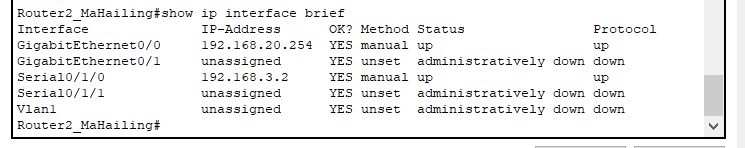 Router2_MaHailing#show ip interface brief
Interface              IP-Address      OK? Method Status                Protocol
GigabitEthernet0/0     192.168.20.254  YES manual up                    up
GigabitEthernet0/1     unassigned      YES unset  administratively down down
Serial0/1/0            192.168.3.2     YES manual up                    up
Serial0/1/1            unassigned      YES unset  administratively down down
Vlan1                  unassigned      YES unset  administratively down down
Router2_MaHailing#